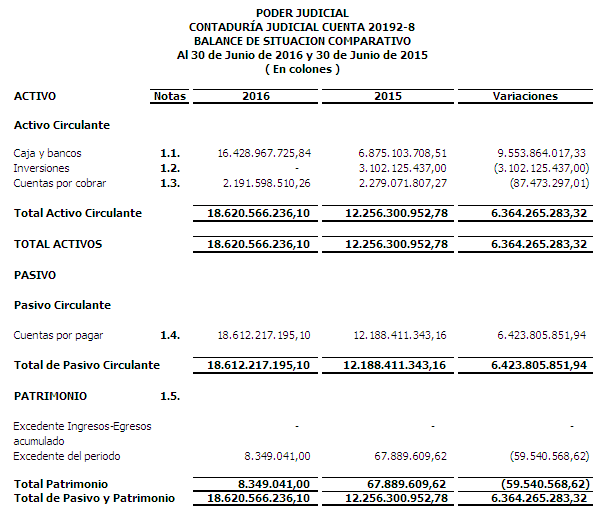 PODER JUDICIAL
CONTADURÍA JUDICIAL CUENTA 20192-8
BALANCE DE SITUACION COMPARATIVO
Al 30 de Junio de 2016 y 30 de Junio de 2015
( En colones )
ACTIVO Notas 2016 2015 Variaciones
Activo Circulante
Caja y bancos 1.1. 16.428.967.725,84 6.875.103.708,51 9.553.864.017,33
Inversiones 1.2. - 3.102.125.437,00 (3.102.125.437,00)
Cuentas por cobrar 1.3. 2.191.598.510,26 2.279.071.807,27 (87.473.297,01)
Total Activo Circulante 18.620.566.236,10 12.256.300.952,78 6.364.265.283,32
TOTAL ACTIVOS 18.620.566.236,10 12.256.300.952,78 6.364.265.283,32
PASIVO
Pasivo Circulante
Cuentas por pagar 1.4. 18.612.217.195,10 12.188.411.343,16 6.423.805.851,94
Total de Pasivo Circulante 18.612.217.195,10 12.188.411.343,16 6.423.805.851,94
PATRIMONIO 1.5.
Excedente Ingresos-Egresos - - -
acumulado
Excedente del periodo 8.349.041,00 67.889.609,62 (59.540.568,62)
Total Patrimonio 8.349.041,00 67.889.609,62 (59.540.568,62)
Total de Pasivo y Patrimonio 18.620.566.236,10 12.256.300.952,78 6.364.265.283,32